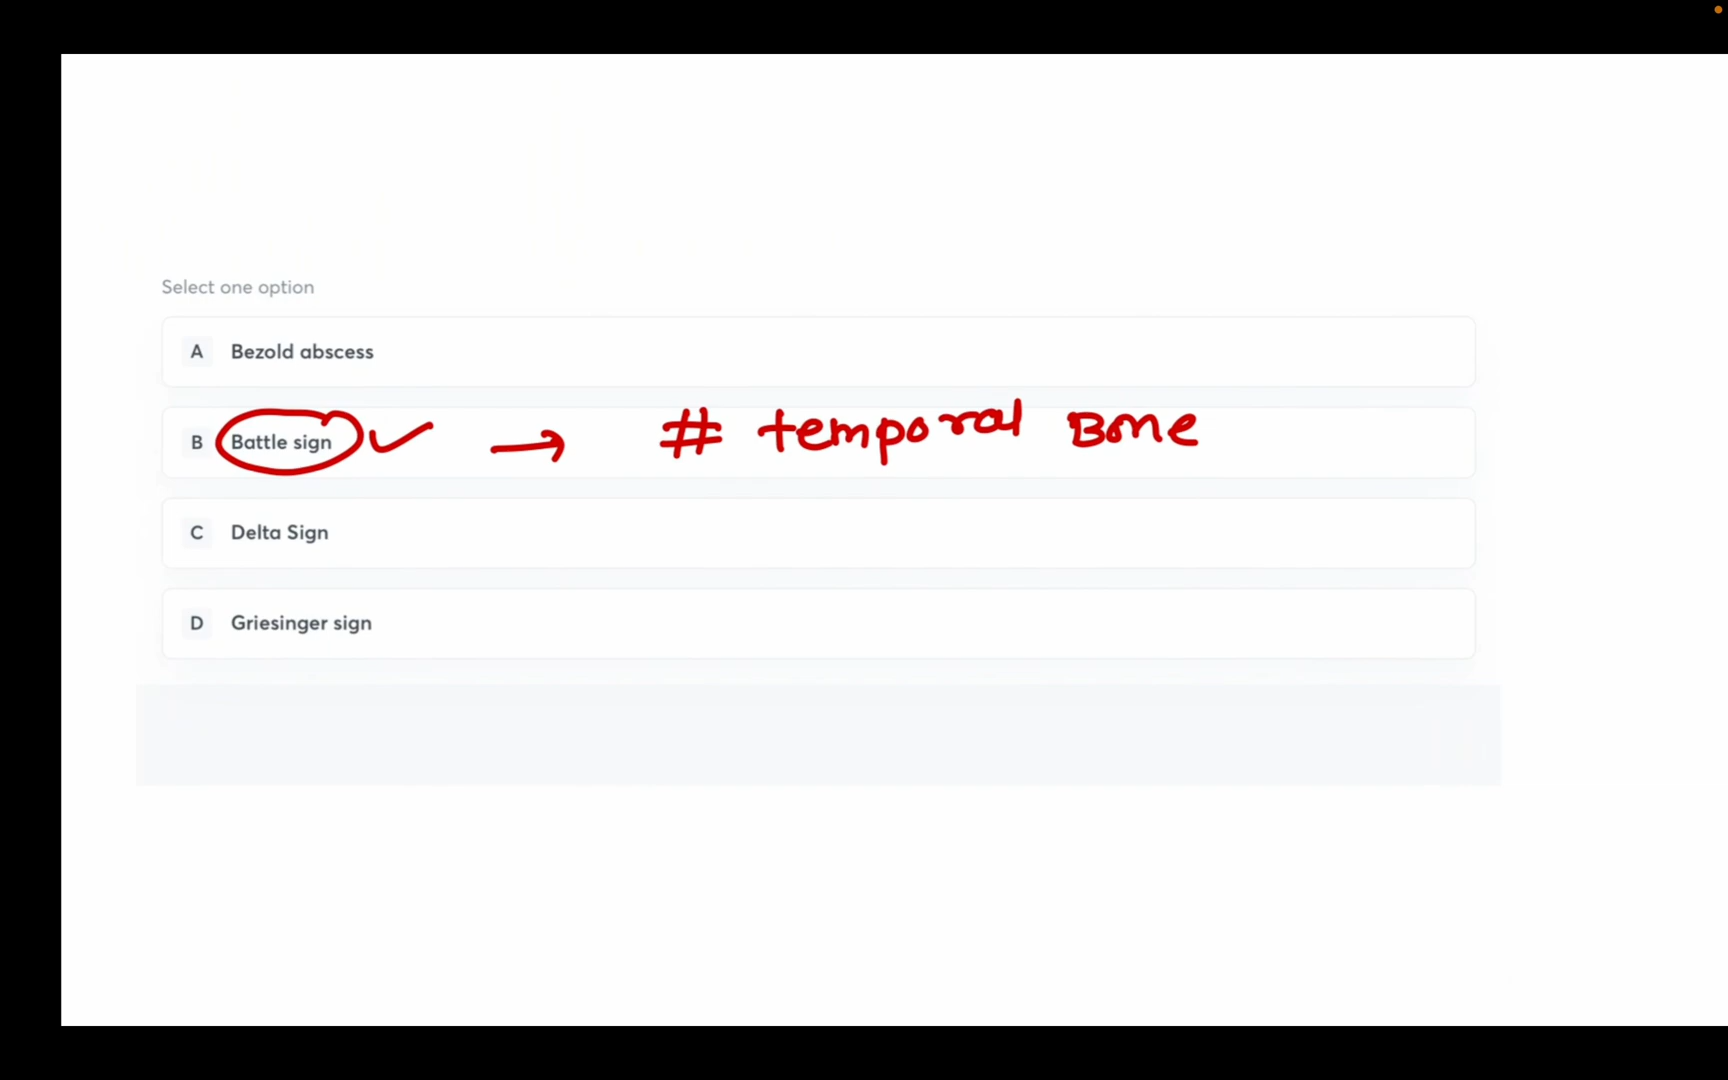 Select one option
A Bezold abscess
B Battle sign → # temporal Bone
C Delta Sign
D Griesinger sign